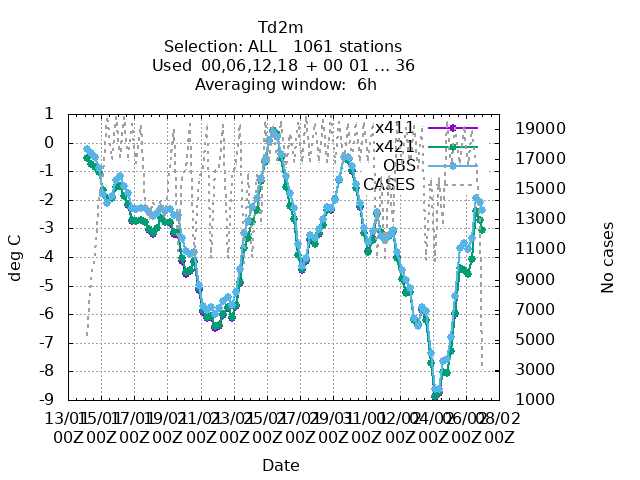 Td2m
Selection: ALL   1061 stations
Used  00,06,12,18 + 00 01 ... 36
Averaging window:  6h
1
0
-1
-2
-3
-4
-5
-6
-7
-8
-9
deg C
x411
x421
OBS
CASES
19000
17000
15000
13000
11000
9000
7000
5000
3000
1000
No cases
13/01 15/01 17/01 19/01 21/01 23/01 25/01 27/01 29/01 31/01 02/02 04/02 06/02 08/02
00Z 00Z 00Z 00Z 00Z 00Z 00Z 00Z 00Z 00Z 00Z 00Z 00Z 00Z
Date